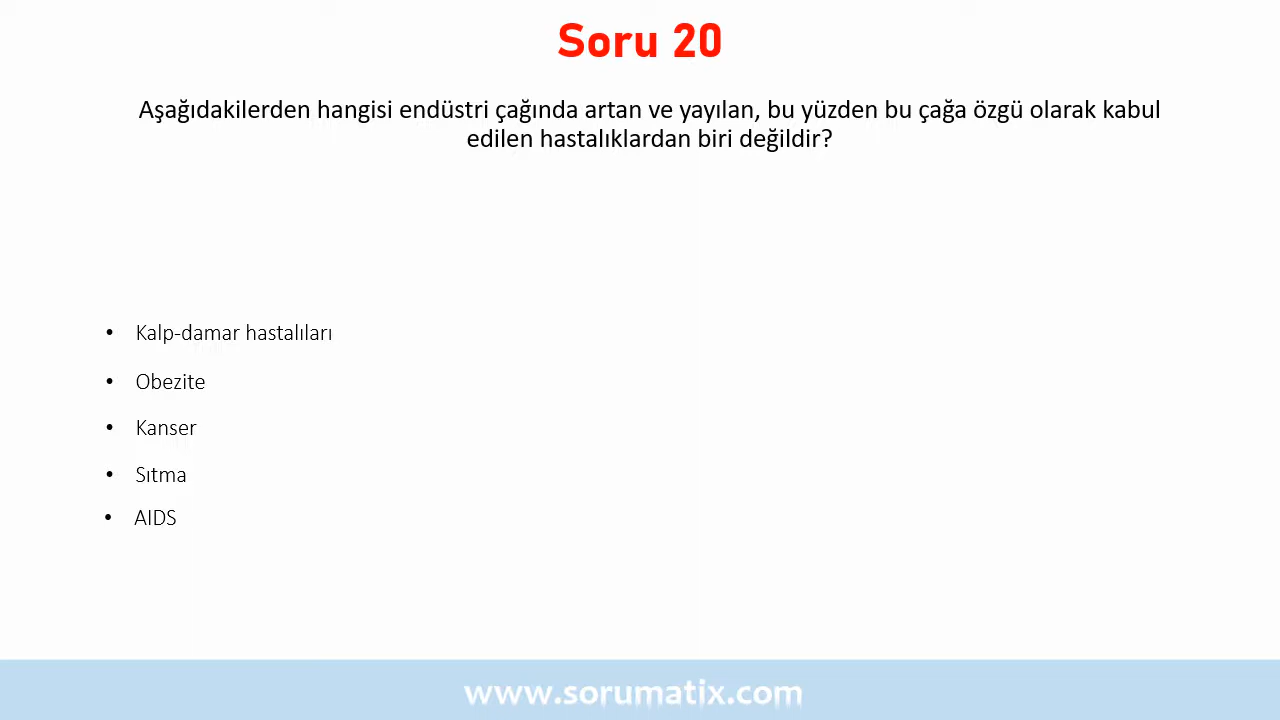 Soru 20
Aşağıdakilerden hangisi endüstri çağında artan ve yayılan, bu yüzden bu çağa özgü olarak kabul
edilen hastalıklardan biri değildir?
• Kalp-damar hastalıları
• Obezite
• Kanser
• Sıtma
• AIDS
www.sorumatix.com